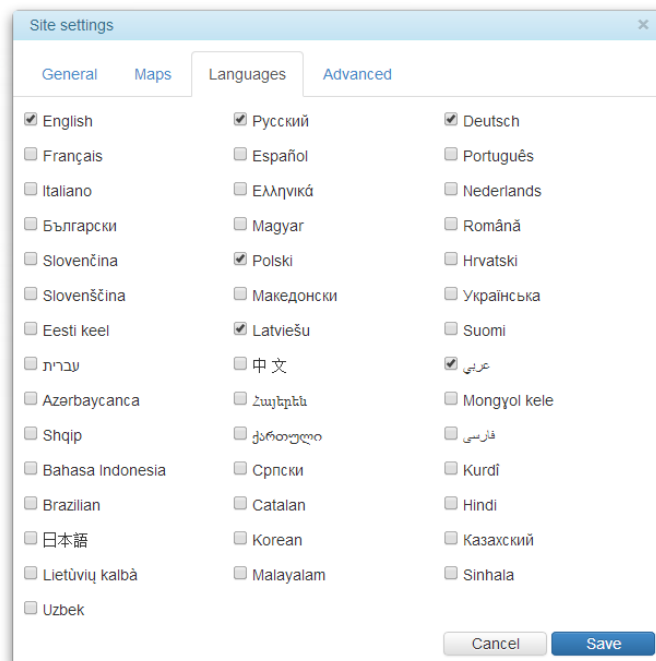 Site settings ×
General Maps Languages Advanced
English Русский Deutsch
Français Español Português
Italiano Ελληνικά Nederlands
Български Magyar Română
Slovenčina Polski Hrvatski
Slovenščina Македонски Українська
Eesti keel Latviešu Suomi
עברית 中文 عربي
Azərbaycanca Հայերեն Mongγol kele
Shqip ქართული فارسی
Bahasa Indonesia Српски Kurdî
Brazilian Catalan Hindi
日本語 Korean Казахский
Lietùvių kalbà Malayalam Sinhala
Uzbek
Cancel Save